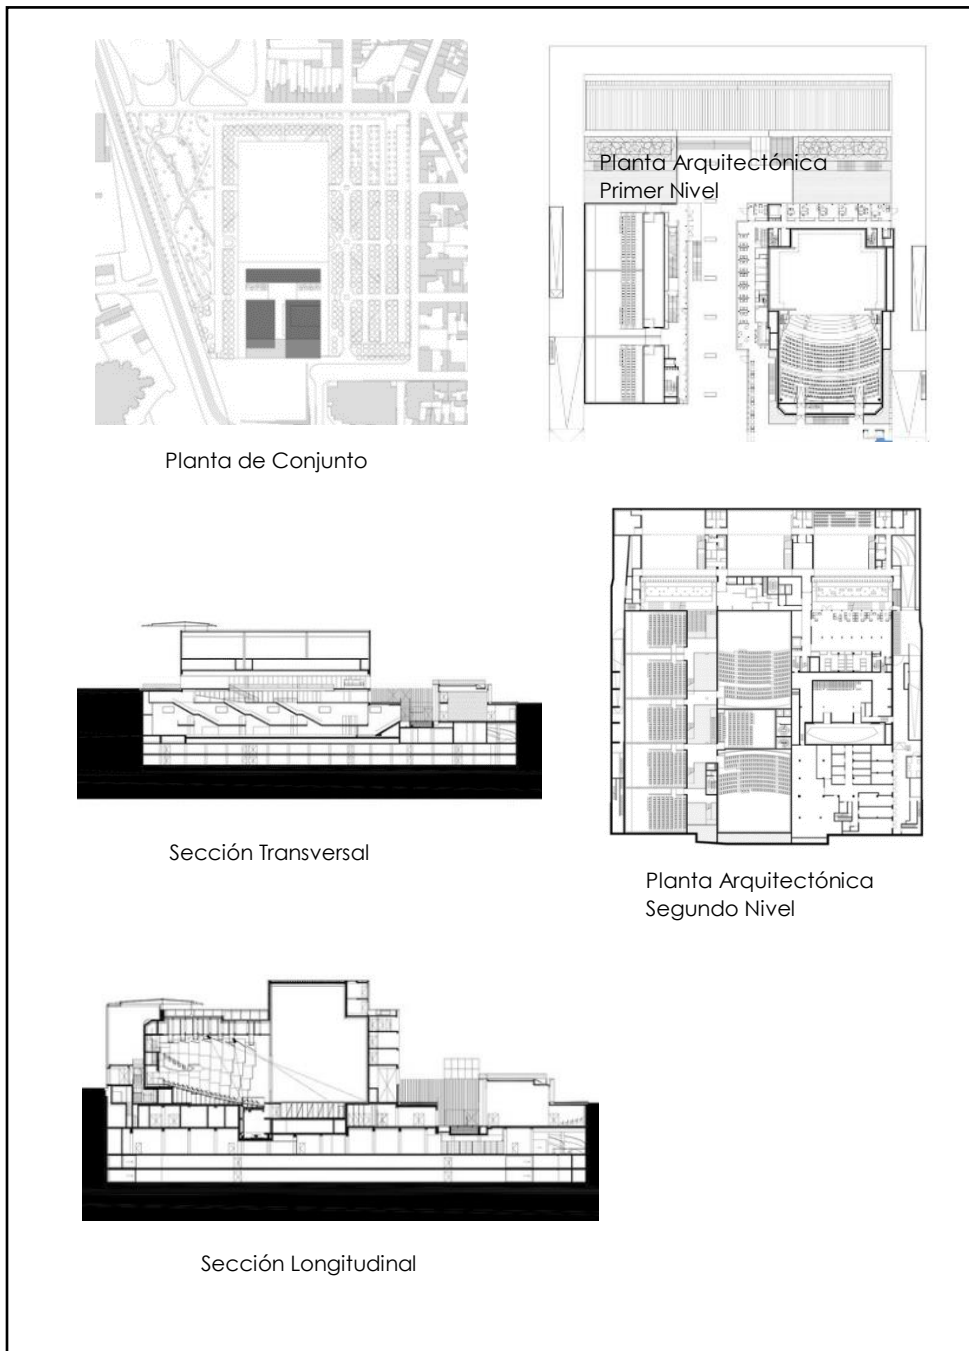 Planta Arquitectónica
Primer Nivel
Planta de Conjunto
Sección Transversal
Planta Arquitectónica
Segundo Nivel
Sección Longitudinal